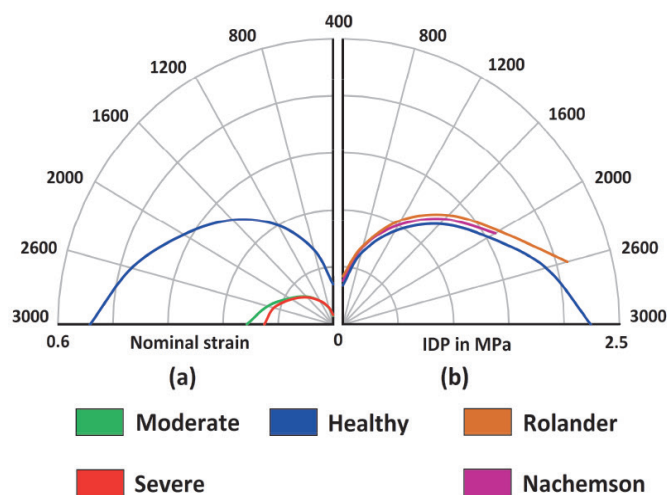 400
800 800
1200 1200
1600 1600
2000 2000
2600 2600
3000 3000
0.6 Nominal strain 0 IDP in MPa 2.5
(a) (b)
Moderate Healthy Rolander
Severe Nachemson